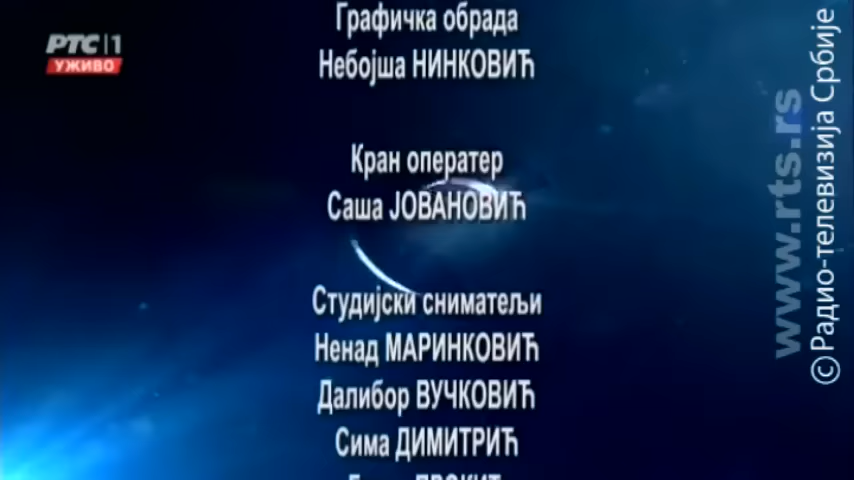 РТС|1
УЖИВО
Графичка обрада
Небојша НИНКОВИЋ
Кран оператер
Саша ЈОВАНОВИЋ
Студијски сниматељи
Ненад МАРИНКОВИЋ
Далибор ВУЧКОВИЋ
Сима ДИМИТРИЋ
www.rts.rs
© Радио-телевизија Србије